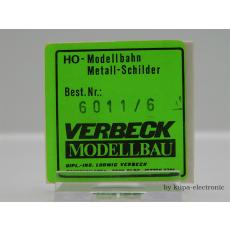 HO-Modellbahn
Metall-Schilder
Best.Nr.:
6011/6
VERBECK
MODELLBAU
DIPL.-ING. LUDWIG VERBECK
by kupa-electronic